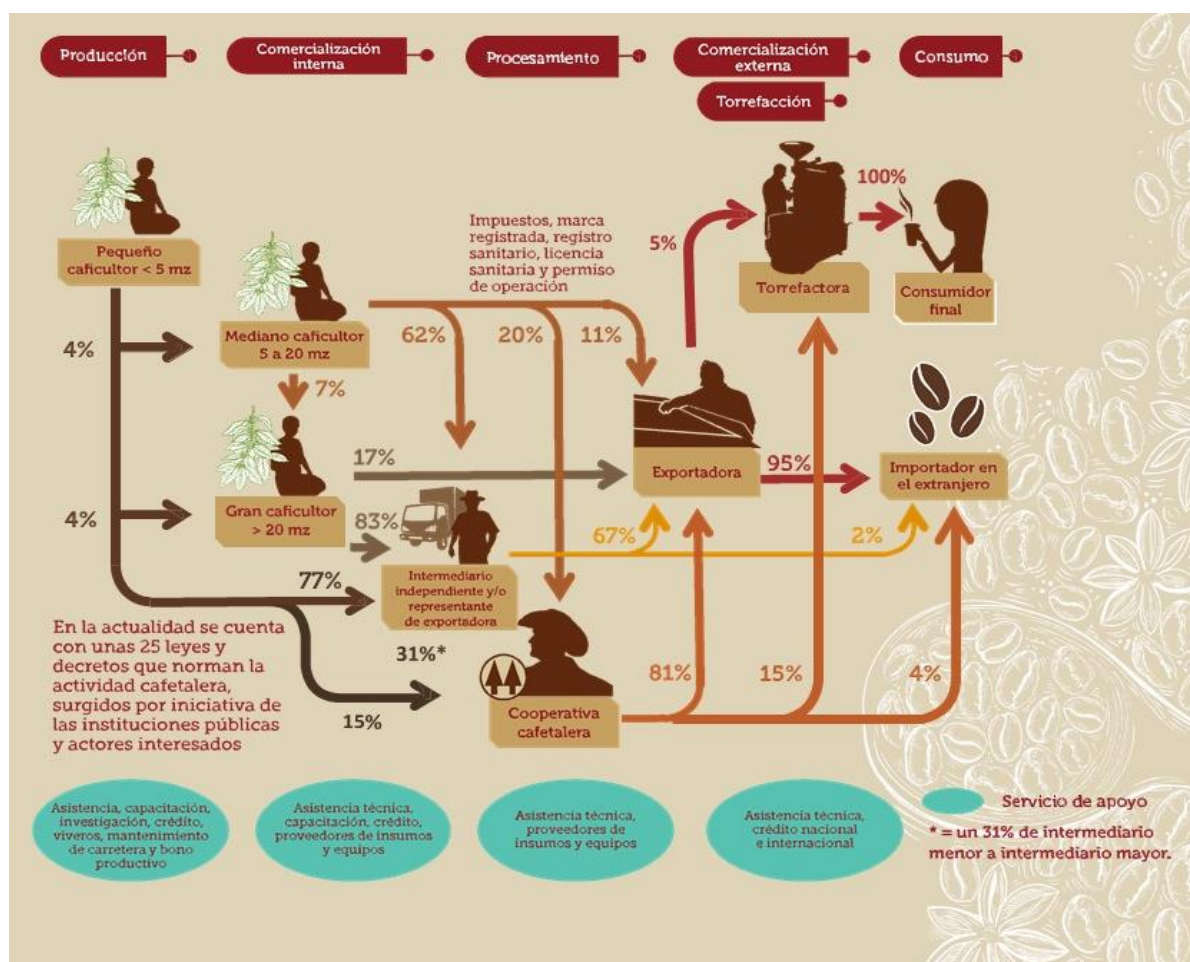 Producción
Comercialización
interna
Procesamiento
Comercialización
externa
Consumo
Torrefacción
Pequeño
caficultor < 5 mz
Impuestos, marca
registrada, registro
sanitario, licencia
sanitaria y permiso
de operación
100%
5%
Torrefactora
Consumidor
final
4%
Mediano caficultor
5 a 20 mz
62%
20%
11%
7%
17%
Exportadora
95%
Importador en
el extranjero
4%
Gran caficultor
> 20 mz
83%
67%
2%
77%
Intermediario
independiente y/o
representante
de exportadora
31%*
En la actualidad se cuenta
con unas 25 leyes y
decretos que norman la
actividad cafetalera,
surgidos por iniciativa de
las instituciones públicas
y actores interesados
15%
Cooperativa
cafetalera
81%
15%
4%
Asistencia, capacitación,
investigación, crédito,
viveros, mantenimiento
de carretera y bono
productivo
Asistencia técnica,
capacitación, crédito,
proveedores de insumos
y equipos
Asistencia técnica,
proveedores de
insumos y equipos
Asistencia técnica,
crédito nacional
e internacional
Servicio de apoyo
* = un 31% de intermediario
menor a intermediario mayor.